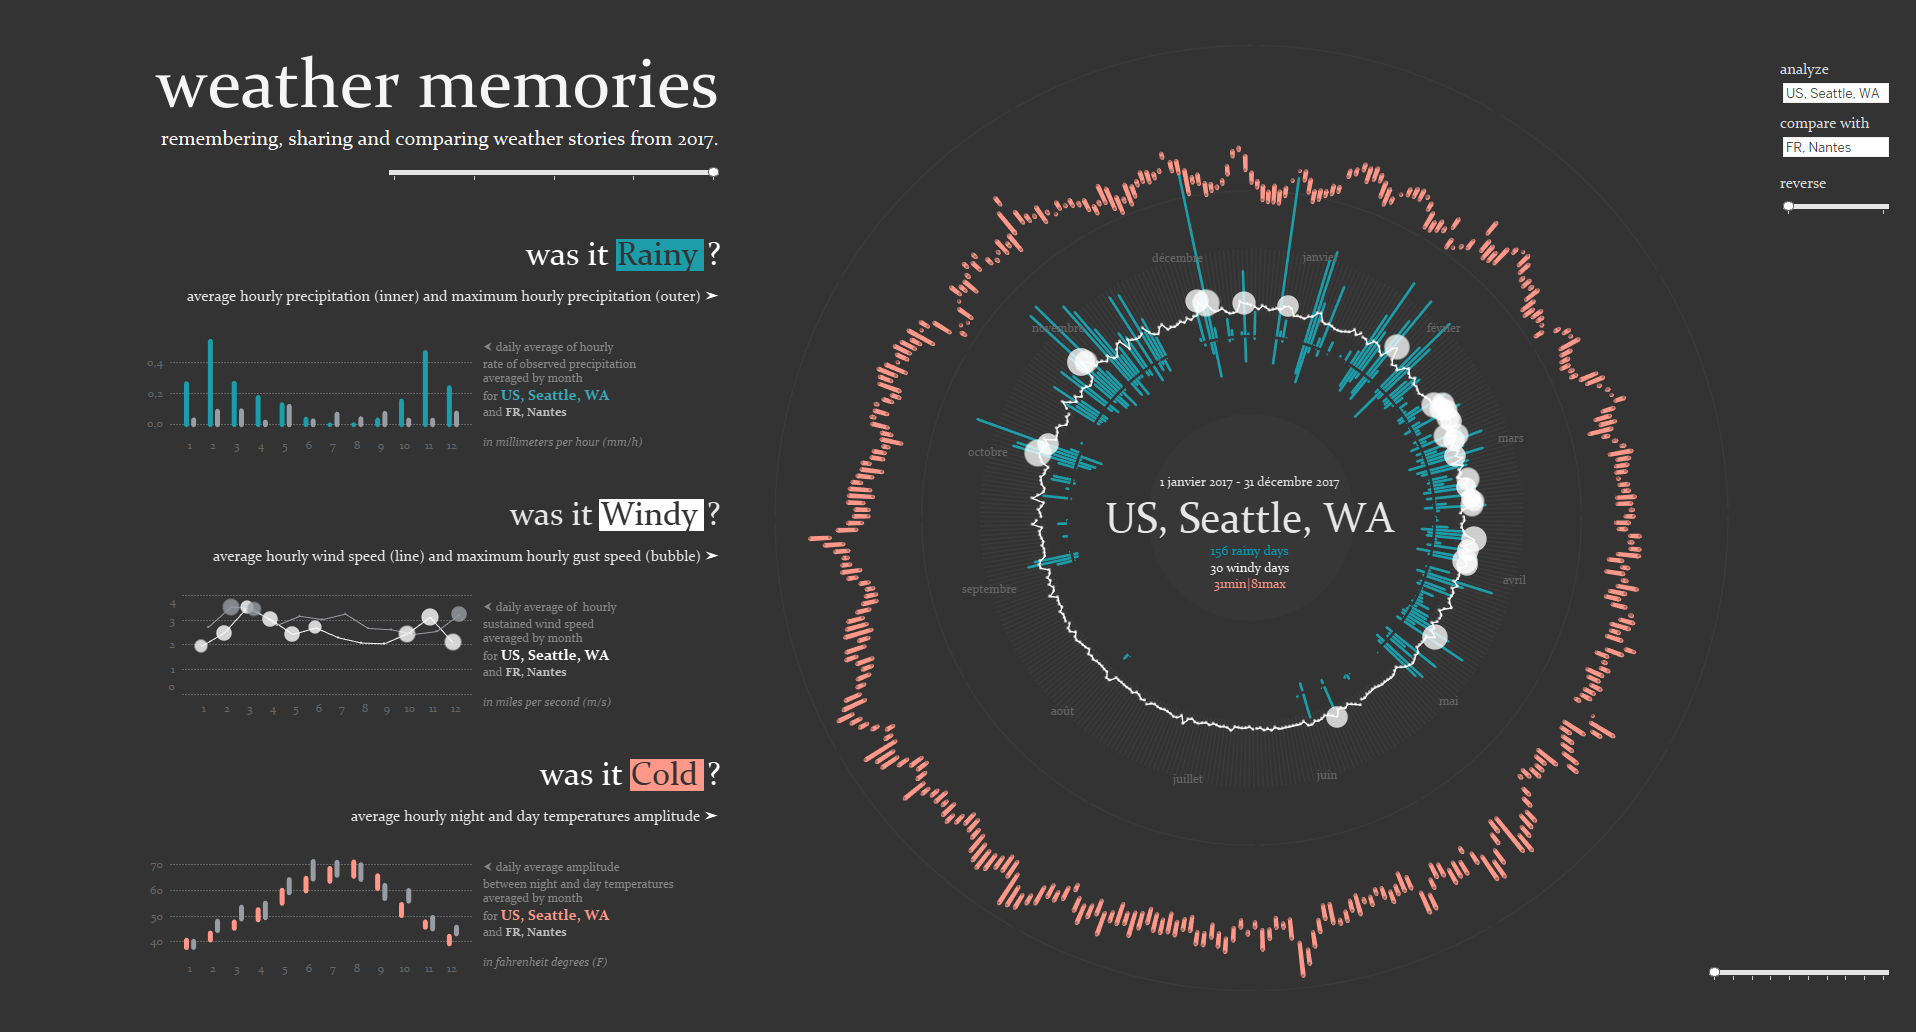 weather memories
remembering, sharing and comparing weather stories from 2017.
was it Rainy ?
average hourly precipitation (inner) and maximum hourly precipitation (outer) ➤
0,4
0,2
0,0
1 2 3 4 5 6 7 8 9 10 11 12
⮜ daily average of hourly
rate of observed precipitation
averaged by month
for US, Seattle, WA
and FR, Nantes
in millimeters per hour (mm/h)
was it Windy ?
average hourly wind speed (line) and maximum hourly gust speed (bubble) ➤
4
3
2
1
0
1 2 3 4 5 6 7 8 9 10 11 12
⮜ daily average of hourly
sustained wind speed
averaged by month
for US, Seattle, WA
and FR, Nantes
in miles per second (m/s)
was it Cold ?
average hourly night and day temperatures amplitude ➤
70
60
50
40
1 2 3 4 5 6 7 8 9 10 11 12
⮜ daily average amplitude
between night and day temperatures
averaged by month
for US, Seattle, WA
and FR, Nantes
in fahrenheit degrees (F)
décembre
janvier
novembre
février
octobre
mars
septembre
avril
août
mai
juillet
juin
1 janvier 2017 - 31 décembre 2017
US, Seattle, WA
156 rainy days
30 windy days
31min|81max
analyze
US, Seattle, WA
compare with
FR, Nantes
reverse